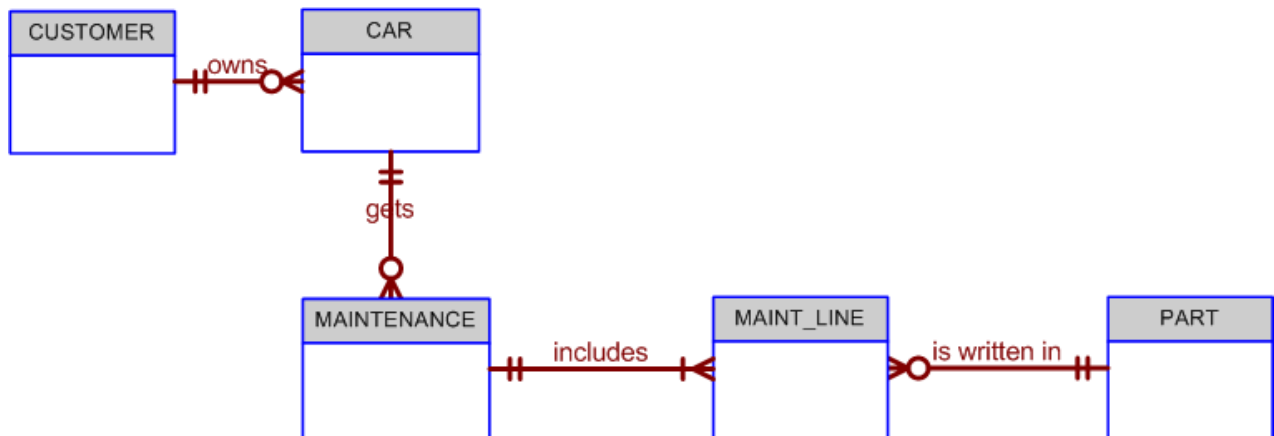 CUSTOMER
CAR
owns
gets
MAINTENANCE
includes
MAINT_LINE
is written in
PART